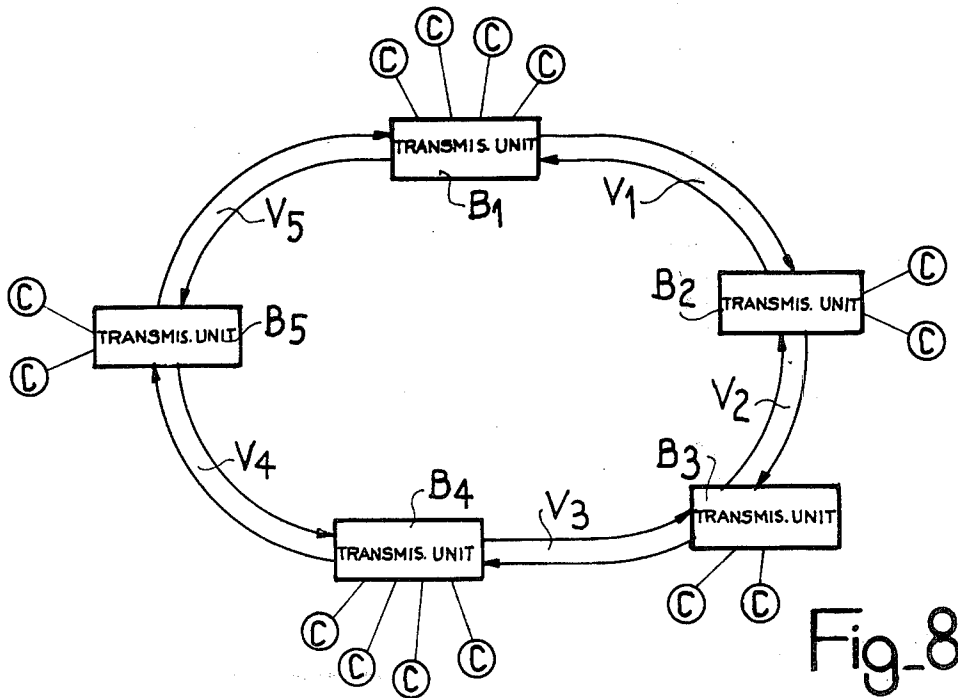 C
C
C
C
TRANSMIS. UNIT
B1
V5
V1
C
C
TRANSMIS. UNIT
B2
C
C
TRANSMIS. UNIT
B5
V2
V4
B3
TRANSMIS. UNIT
B4
V3
TRANSMIS. UNIT
C
C
C
C
C
C
Fig_8